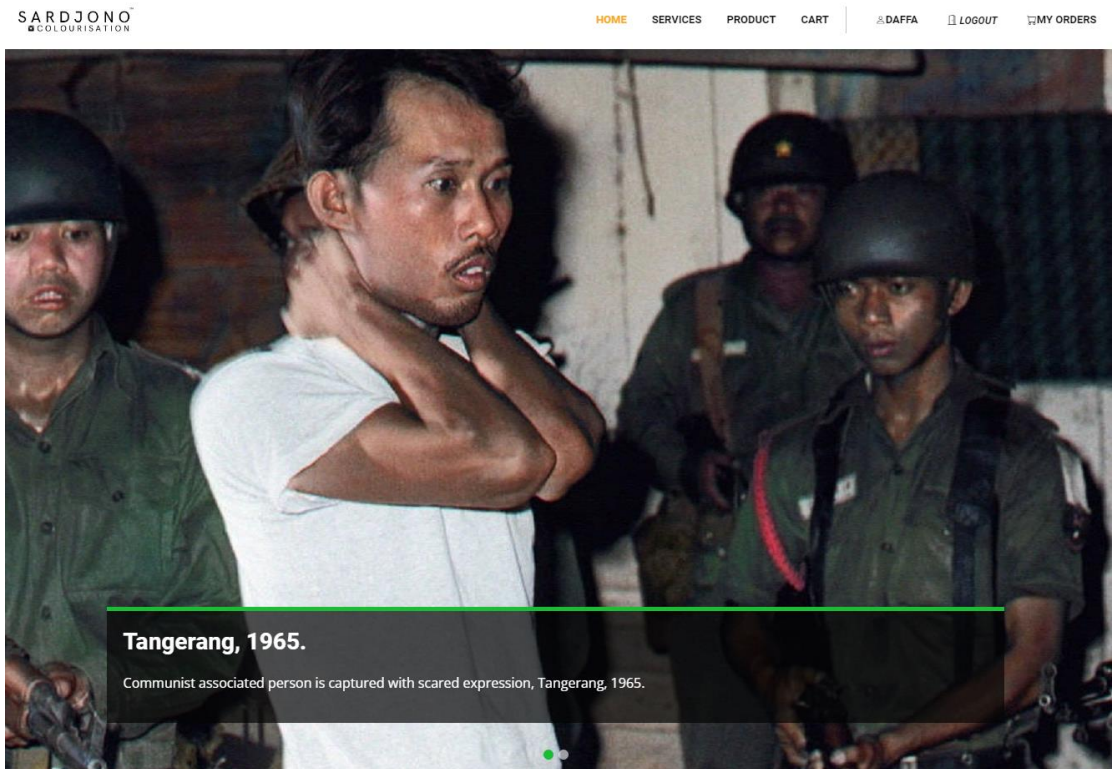 SARDJONO™
COLOURISATION
HOME SERVICES PRODUCT CART DAFFA LOGOUT MY ORDERS
Tangerang, 1965.
Communist associated person is captured with scared expression, Tangerang, 1965.